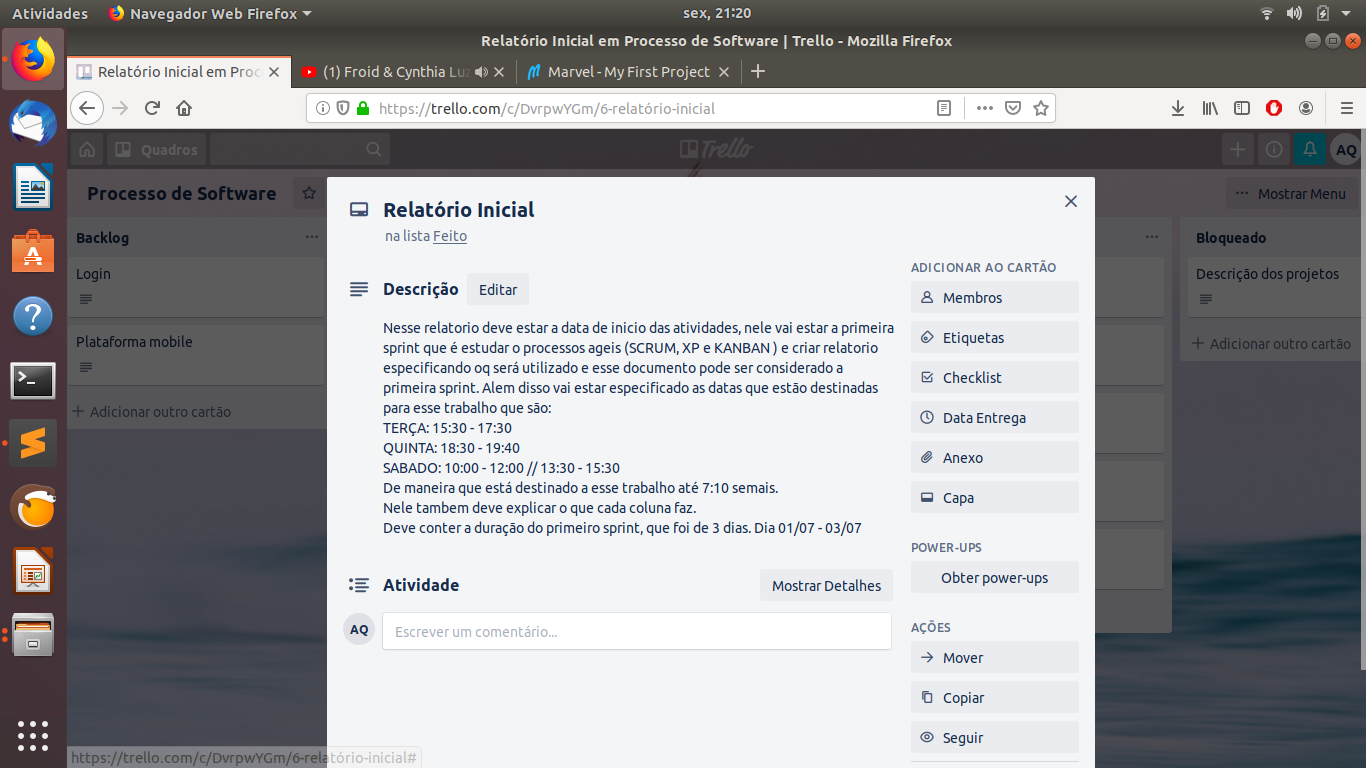 Atividades
Navegador Web Firefox
sex, 21:20
Relatório Inicial em Processo de Software | Trello - Mozilla Firefox
Relatório Inicial em Proc
(1) Froid & Cynthia Luz
Marvel - My First Project
https://trello.com/c/DvrpwYGm/6-relatório-inicial
Quadros
Trello
AQ
Processo de Software
Mostrar Menu
Backlog
Login
Plataforma mobile
Adicionar outro cartão
Bloqueado
Descrição dos projetos
Adicionar outro cartão
Relatório Inicial
na lista Feito
Descrição
Editar
Nesse relatorio deve estar a data de inicio das atividades, nele vai estar a primeira
sprint que é estudar o processos ageis (SCRUM, XP e KANBAN ) e criar relatorio
especificando oq será utilizado e esse documento pode ser considerado a
primeira sprint. Alem disso vai estar especificado as datas que estão destinadas
para esse trabalho que são:
TERÇA: 15:30 - 17:30
QUINTA: 18:30 - 19:40
SABADO: 10:00 - 12:00 // 13:30 - 15:30
De maneira que está destinado a esse trabalho até 7:10 semais.
Nele tambem deve explicar o que cada coluna faz.
Deve conter a duração do primeiro sprint, que foi de 3 dias. Dia 01/07 - 03/07
Atividade
Mostrar Detalhes
AQ
Escrever um comentário...
ADICIONAR AO CARTÃO
Membros
Etiquetas
Checklist
Data Entrega
Anexo
Capa
POWER-UPS
Obter power-ups
AÇÕES
Mover
Copiar
Seguir
https://trello.com/c/DvrpwYGm/6-relatório-inicial#